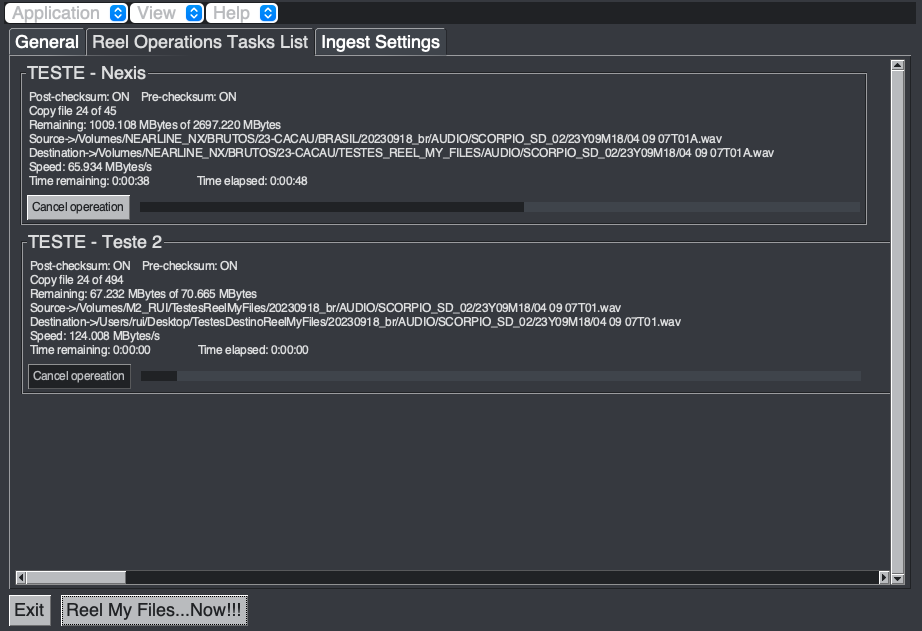 Application View Help
General Reel Operations Tasks List Ingest Settings
TESTE - Nexis
Post-checksum: ON Pre-checksum: ON
Copy file 24 of 45
Remaining: 1009.108 MBytes of 2697.220 MBytes
Source->/Volumes/NEARLINE_NX/BRUTOS/23-CACAU/BRASIL/20230918_br/AUDIO/SCORPIO_SD_02/23Y09M18/04 09 07T01A.wav
Destination->/Volumes/NEARLINE_NX/BRUTOS/23-CACAU/TESTES_REEL_MY_FILES/AUDIO/SCORPIO_SD_02/23Y09M18/04 09 07T01A.wav
Speed: 65.934 MBytes/s
Time remaining: 0:00:38 Time elapsed: 0:00:48
Cancel opereation
TESTE - Teste 2
Post-checksum: ON Pre-checksum: ON
Copy file 24 of 494
Remaining: 67.232 MBytes of 70.665 MBytes
Source->/Volumes/M2_RUI/TestesReelMyFiles/20230918_br/AUDIO/SCORPIO_SD_02/23Y09M18/04 09 07T01.wav
Destination->/Users/rui/Desktop/TestesDestinoReelMyFiles/20230918_br/AUDIO/SCORPIO_SD_02/23Y09M18/04 09 07T01.wav
Speed: 124.008 MBytes/s
Time remaining: 0:00:00 Time elapsed: 0:00:00
Cancel opereation
Exit Reel My Files...Now!!!